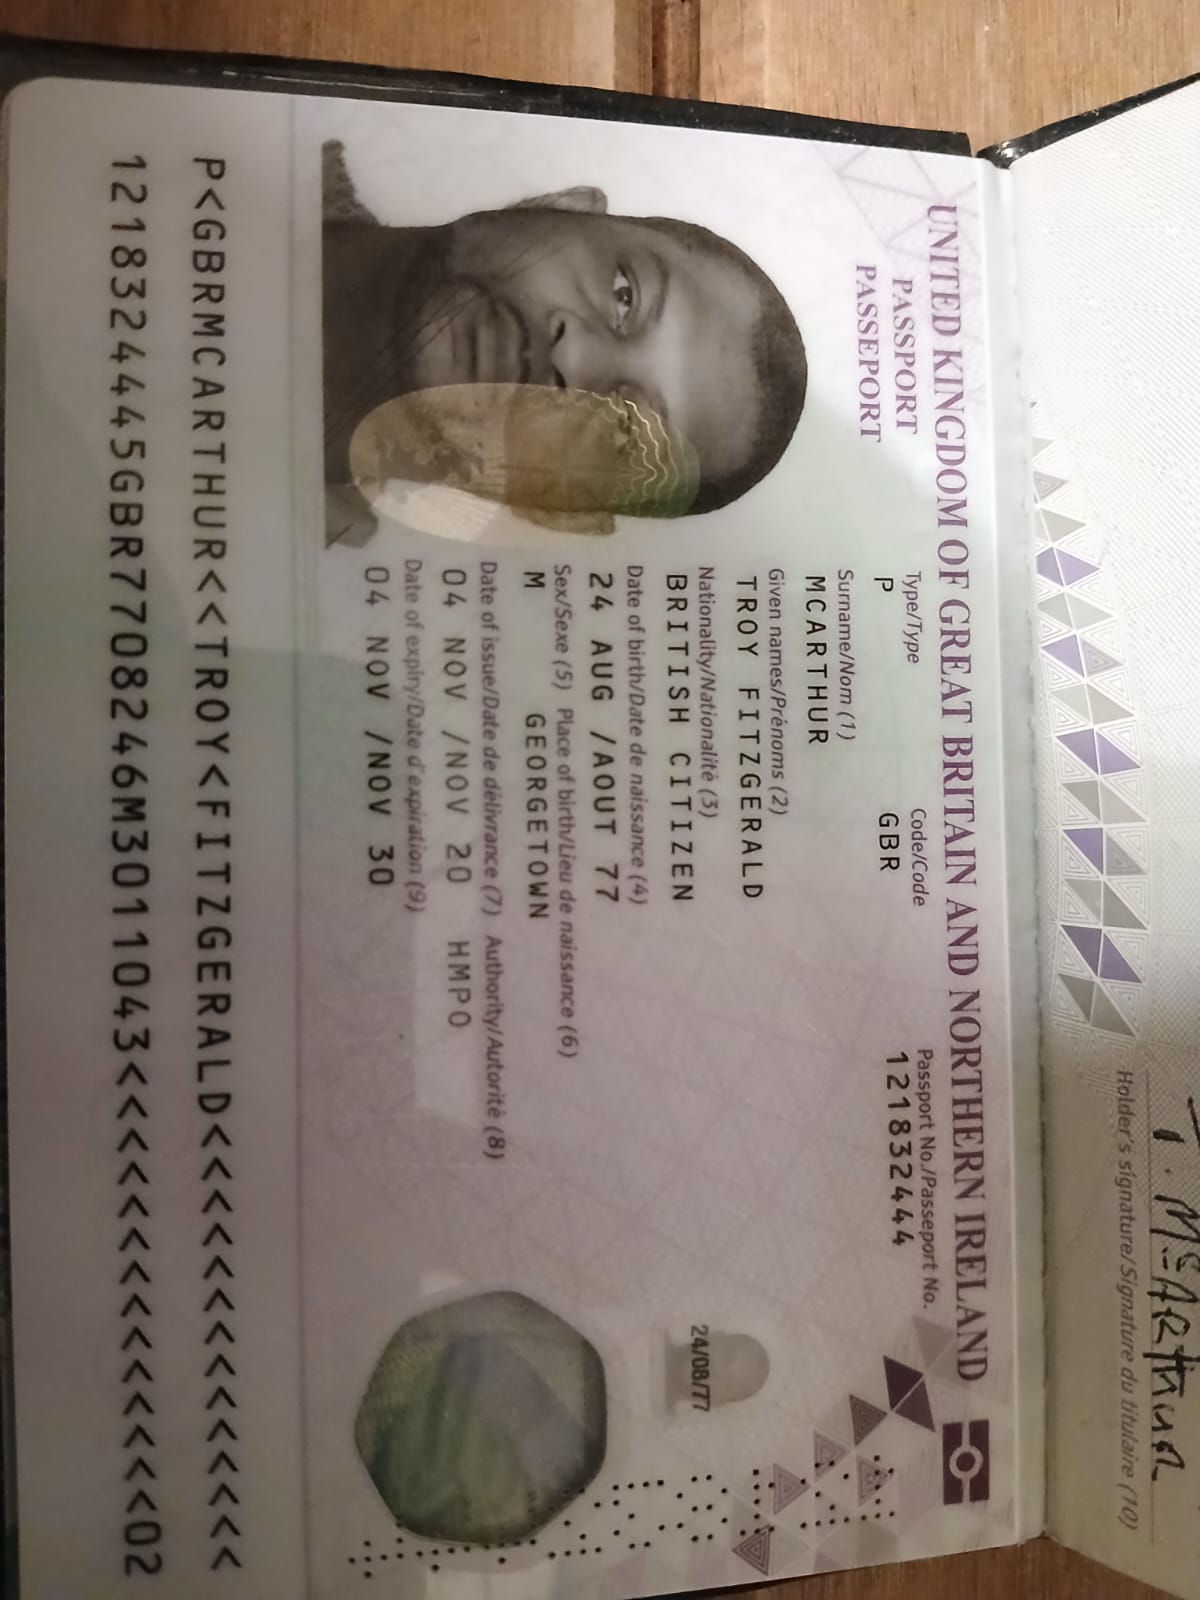 T. McARTHUR
Holder's signature/Signature du titulaire (10)
UNITED KINGDOM OF GREAT BRITAIN AND NORTHERN IRELAND
PASSPORT
PASSEPORT
Type/Type Code/Code Passport No./Passeport No.
P GBR 121832444
Surname/Nom (1)
MCARTHUR
Given names/Prénoms (2)
TROY FITZGERALD
Nationality/Nationalité (3)
BRITISH CITIZEN
Date of birth/Date de naissance (4)
24 AUG /AOUT 77
24/08/77
Sex/Sexe (5) Place of birth/Lieu de naissance (6)
M GEORGETOWN
Date of issue/Date de délivrance (7) Authority/Autorité (8)
04 NOV /NOV 20 HMPO
Date of expiry/Date d'expiration (9)
04 NOV /NOV 30
P<GBRMCARTHUR<<TROY<FITZGERALD<<<<<<<<<<<<<<
1218324445GBR7708246M3011043<<<<<<<<<<<<<<02